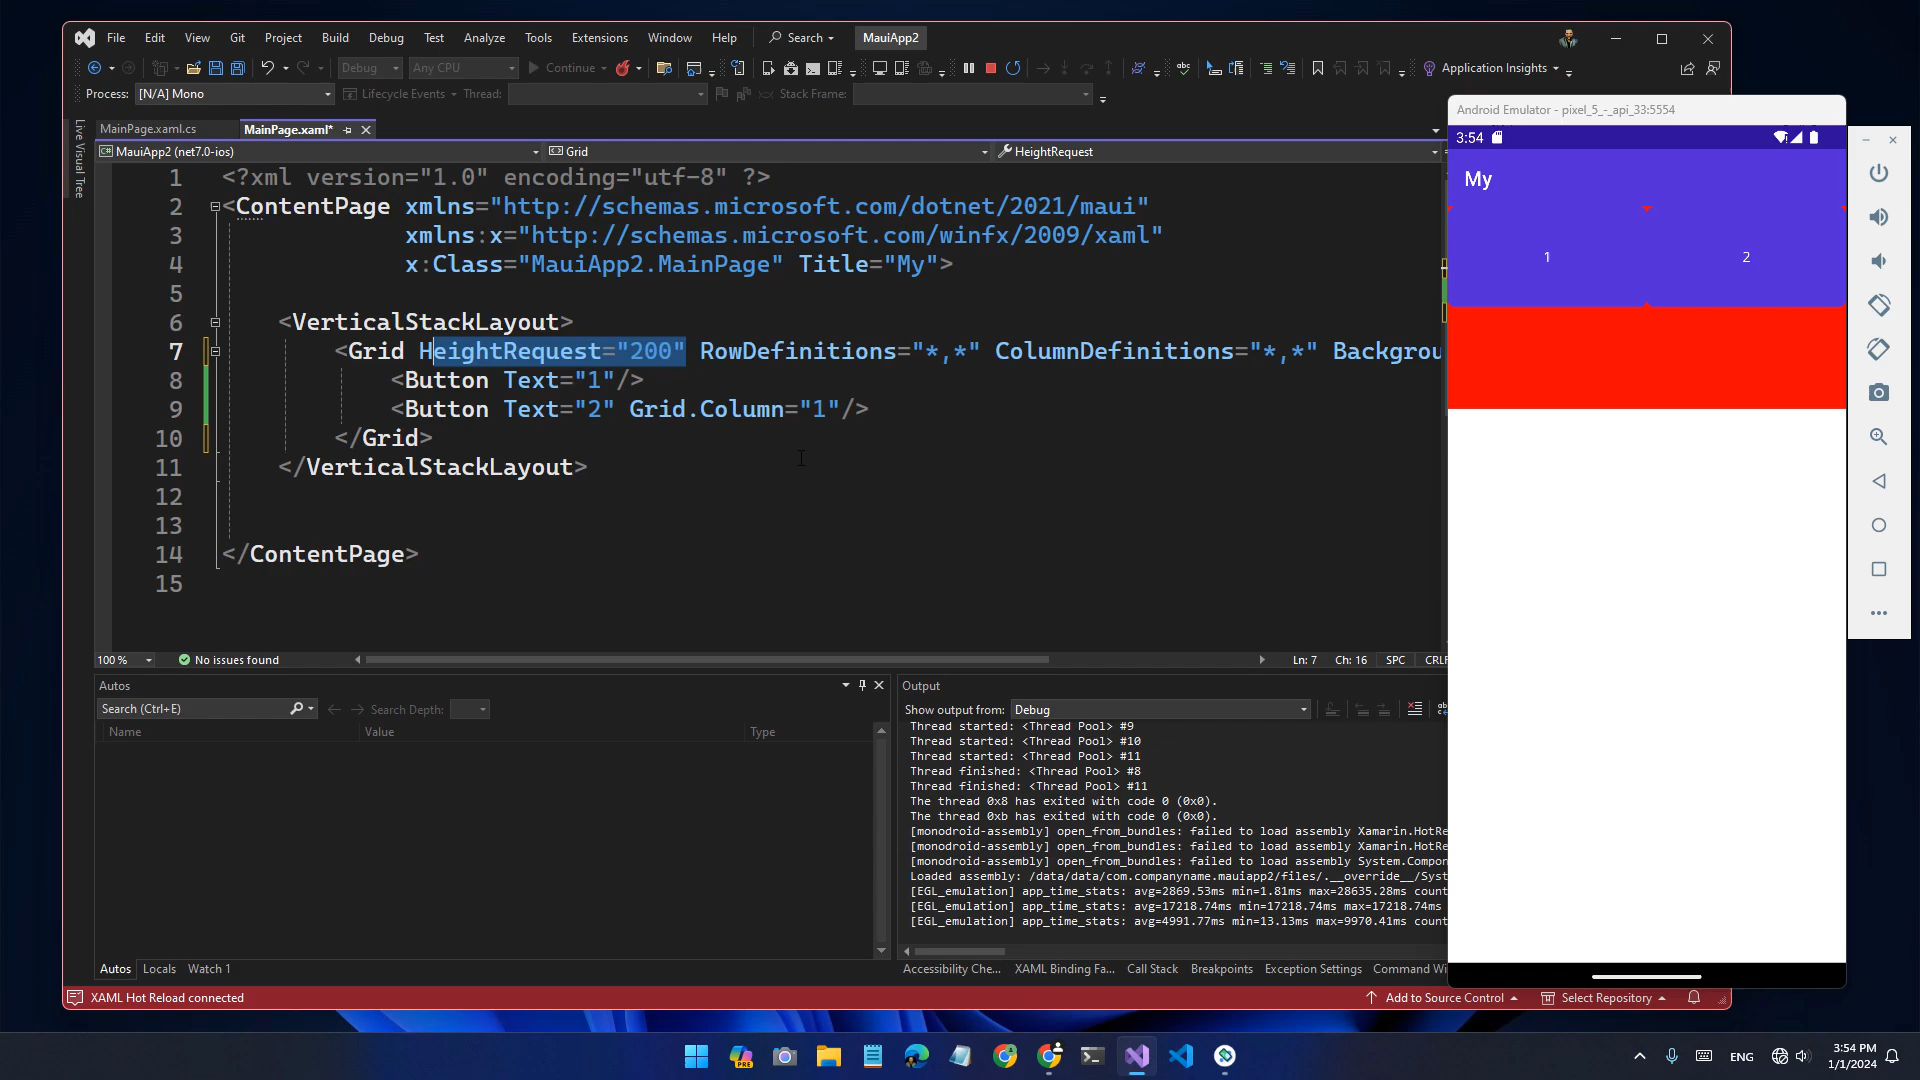 File Edit View Git Project Build Debug Test Analyze Tools Extensions Window Help Search MauiApp2
Debug Any CPU Continue Application Insights
Process: [N/A] Mono Lifecycle Events Thread: Stack Frame:
Live Visual Tree
MainPage.xaml.cs MainPage.xaml*
MauiApp2 (net7.0-ios) Grid HeightRequest
1 <?xml version="1.0" encoding="utf-8" ?>
2 <ContentPage xmlns="http://schemas.microsoft.com/dotnet/2021/maui"
3 xmlns:x="http://schemas.microsoft.com/winfx/2009/xaml"
4 x:Class="MauiApp2.MainPage" Title="My">
5
6 <VerticalStackLayout>
7 <Grid HeightRequest="200" RowDefinitions="*,*" ColumnDefinitions="*,*" Backgrou
8 <Button Text="1"/>
9 <Button Text="2" Grid.Column="1"/>
10 </Grid>
11 </VerticalStackLayout>
12
13
14 </ContentPage>
15
100 % No issues found Ln: 7 Ch: 16 SPC CRLF
Autos
Search (Ctrl+E) Search Depth:
Name Value Type
Autos Locals Watch 1
Output
Show output from: Debug
Thread started: <Thread Pool> #9
Thread started: <Thread Pool> #10
Thread started: <Thread Pool> #11
Thread finished: <Thread Pool> #8
Thread finished: <Thread Pool> #11
The thread 0x8 has exited with code 0 (0x0).
The thread 0xb has exited with code 0 (0x0).
[monodroid-assembly] open_from_bundles: failed to load assembly Xamarin.HotRe
[monodroid-assembly] open_from_bundles: failed to load assembly Xamarin.HotRe
[monodroid-assembly] open_from_bundles: failed to load assembly System.Compon
Loaded assembly: /data/data/com.companyname.mauiapp2/files/.__override__/Syst
[EGL_emulation] app_time_stats: avg=2869.53ms min=1.81ms max=28635.28ms count
[EGL_emulation] app_time_stats: avg=17218.74ms min=17218.74ms max=17218.74ms
[EGL_emulation] app_time_stats: avg=4991.77ms min=13.13ms max=9970.41ms count
Accessibility Che... XAML Binding Fa... Call Stack Breakpoints Exception Settings Command Wi
XAML Hot Reload connected Add to Source Control Select Repository
Android Emulator - pixel_5_-_api_33:5554
3:54
My
1 2
PRE
ENG 3:54 PM
1/1/2024